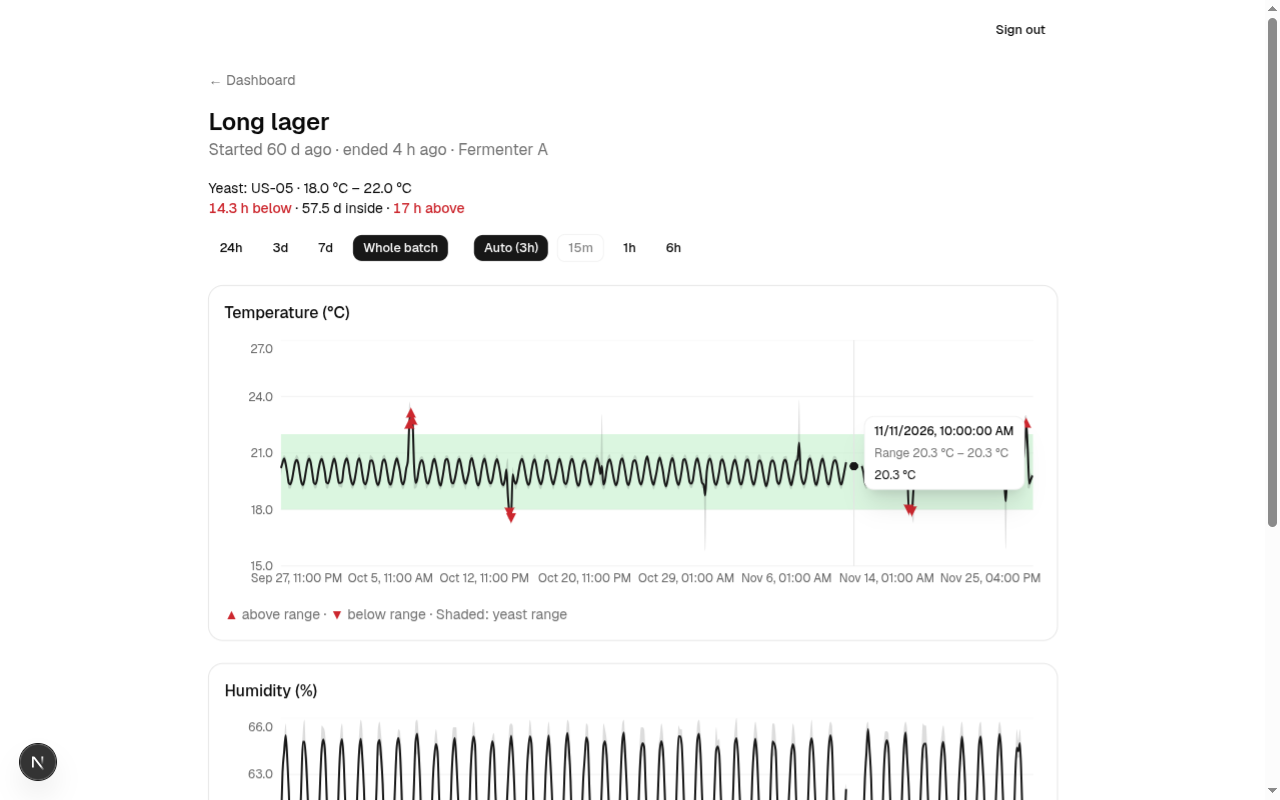 Sign out
← Dashboard
Long lager
Started 60 d ago · ended 4 h ago · Fermenter A
Yeast: US-05 · 18.0 °C – 22.0 °C
14.3 h below · 57.5 d inside · 17 h above
24h 3d 7d Whole batch Auto (3h) 15m 1h 6h
Temperature (°C)
27.0
24.0
21.0
18.0
15.0
11/11/2026, 10:00:00 AM
Range 20.3 °C – 20.3 °C
20.3 °C
Sep 27, 11:00 PM Oct 5, 11:00 AM Oct 12, 11:00 PM Oct 20, 11:00 PM Oct 29, 01:00 AM Nov 6, 01:00 AM Nov 14, 01:00 AM Nov 25, 04:00 PM
▲ above range · ▼ below range · Shaded: yeast range
Humidity (%)
66.0
63.0
N